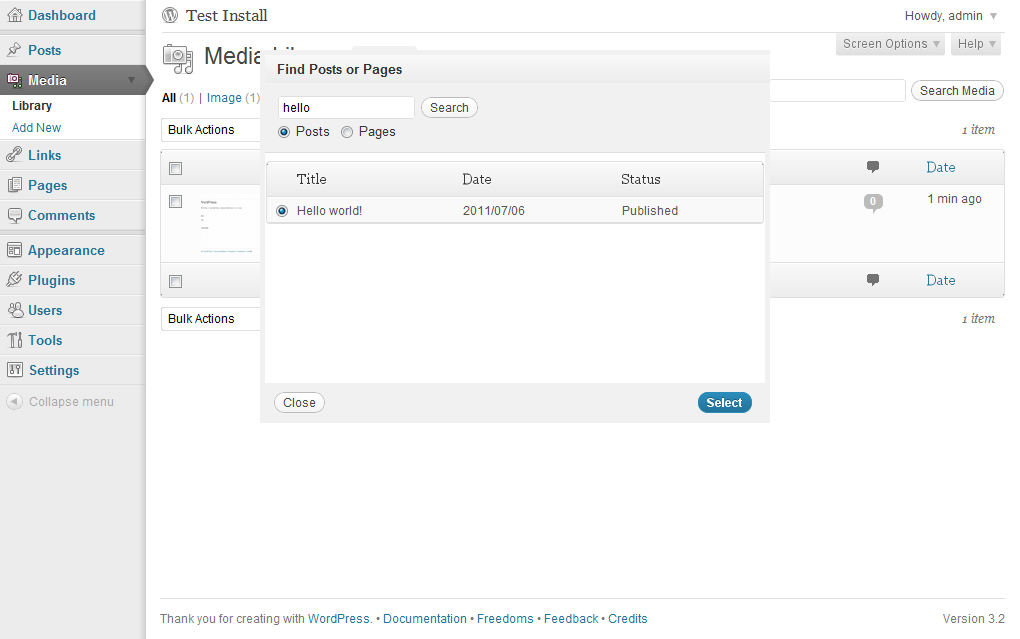 Test Install
Howdy, admin
Screen Options
Help
Dashboard
Posts
Media
Library
Add New
Links
Pages
Comments
Appearance
Plugins
Users
Tools
Settings
Collapse menu
Media
All (1) | Image (1)
Search Media
Bulk Actions
1 item
Date
0
1 min ago
Date
Bulk Actions
1 item
Find Posts or Pages
hello
Search
Posts
Pages
Title Date Status
Hello world! 2011/07/06 Published
Close
Select
Thank you for creating with WordPress. • Documentation • Freedoms • Feedback • Credits
Version 3.2